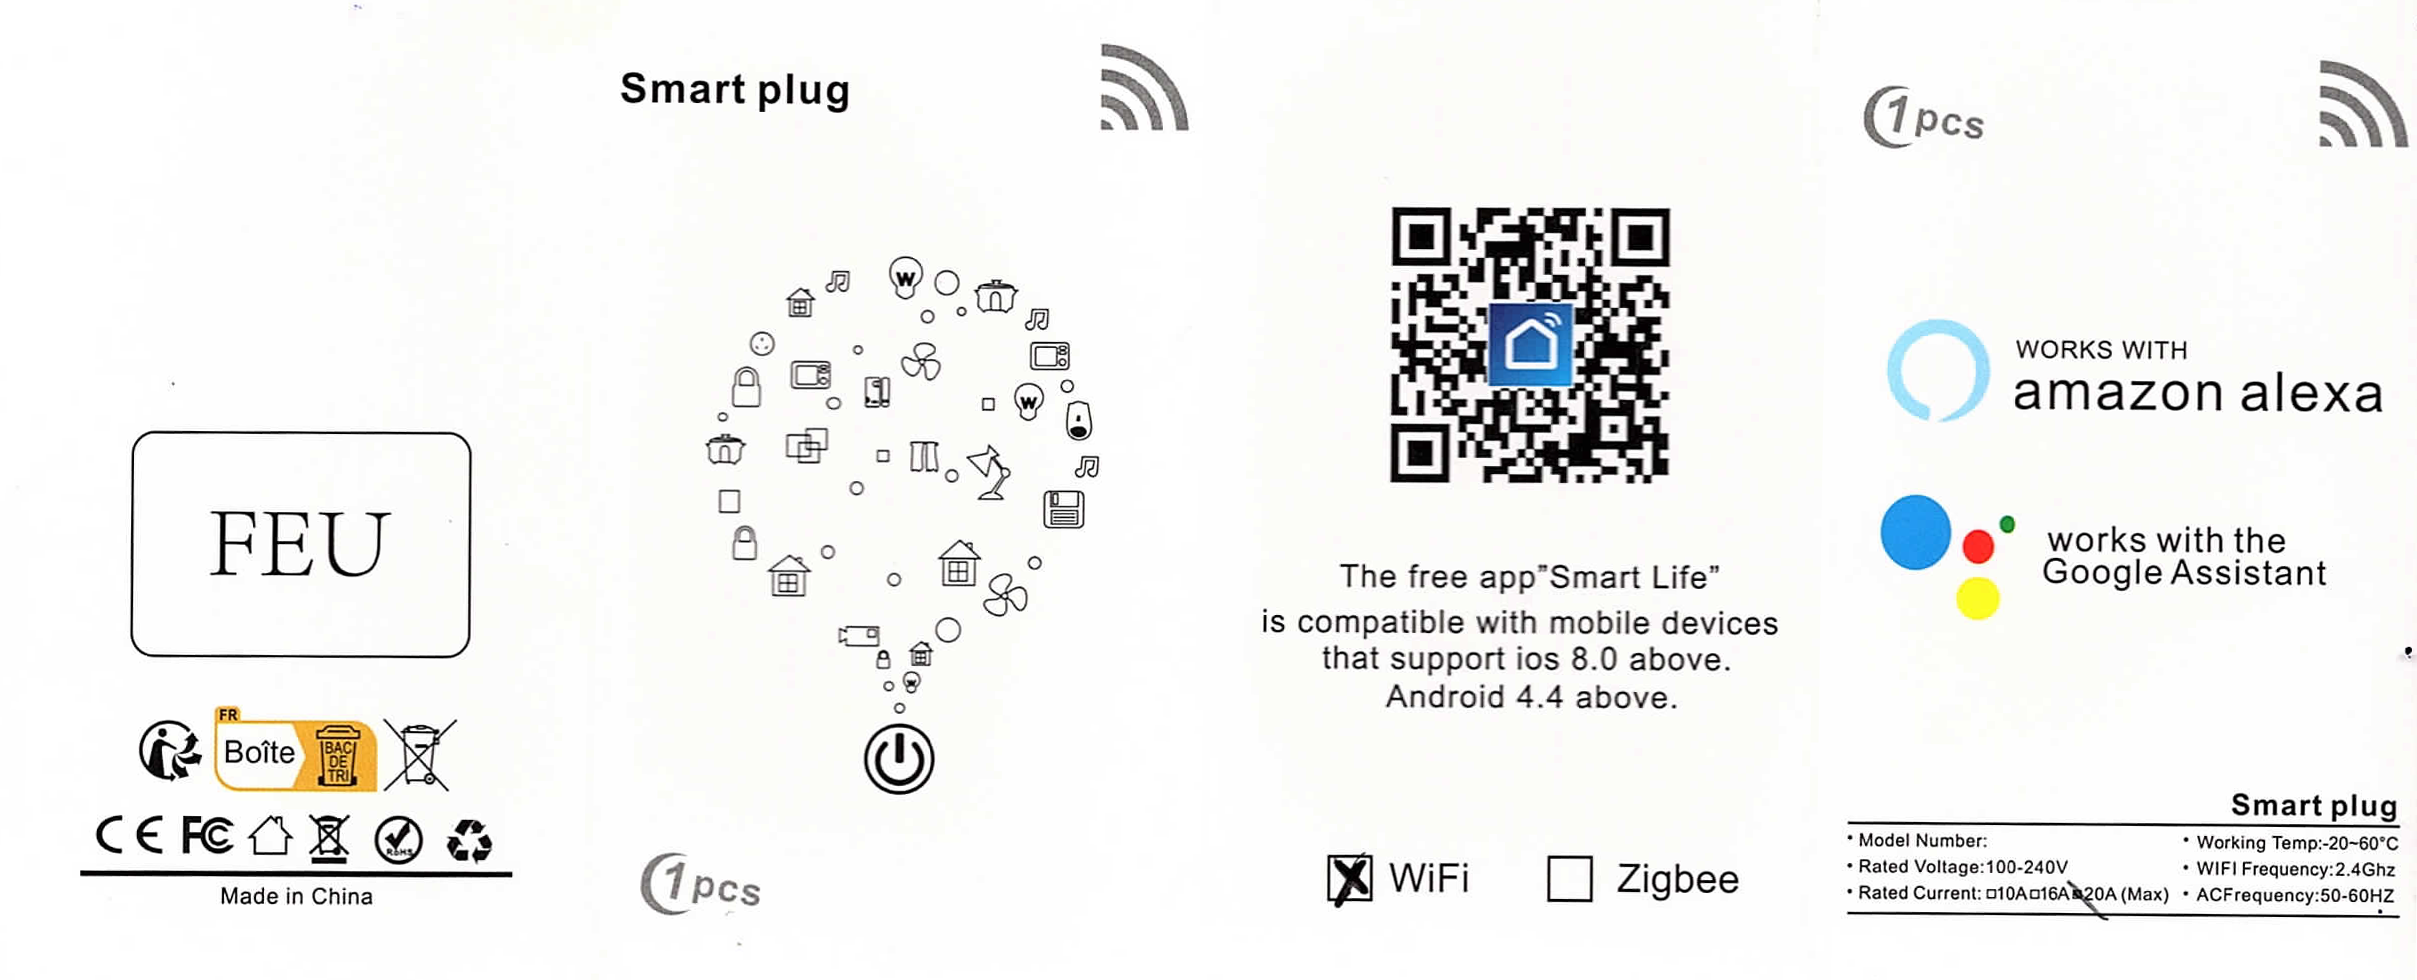 FEU
FR
Boîte
BAC
DE
TRI
CE FC
RoHS
Made in China
Smart plug
W
W
1pcs
The free app”Smart Life”
is compatible with mobile devices
that support ios 8.0 above.
Android 4.4 above.
WiFi
Zigbee
1pcs
WORKS WITH
amazon alexa
works with the
Google Assistant
Smart plug
• Model Number:
• Rated Voltage:100-240V
• Rated Current: □10A□16A□20A (Max)
• Working Temp:-20~60°C
• WIFI Frequency:2.4Ghz
• ACFrequency:50-60HZ